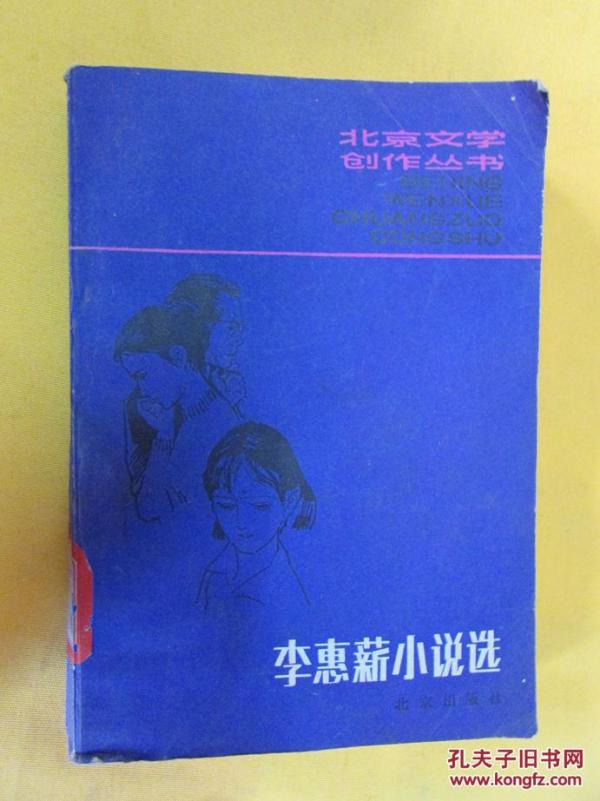 北京文学
创作丛书
BEIJING
WENXUE
CHUANGZUO
CONGSHU
李惠薪小说选
北京出版社
孔夫子旧书网
www.kongfz.com